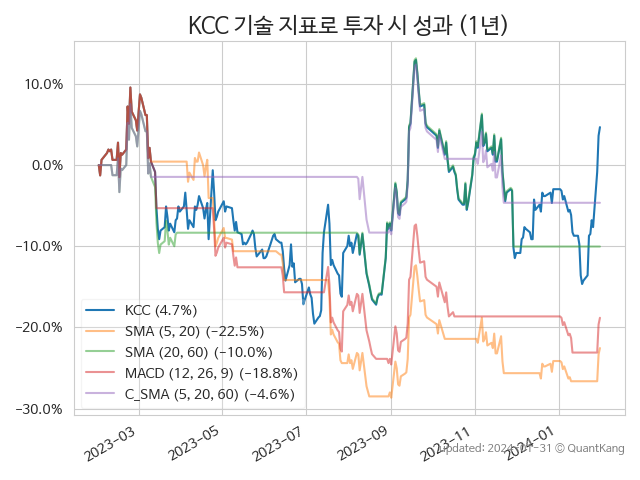 KCC 기술 지표로 투자 시 성과 (1년)
10.0%
0.0%
−10.0%
−20.0%
−30.0%
KCC (4.7%)
SMA (5, 20) (−22.5%)
SMA (20, 60) (−10.0%)
MACD (12, 26, 9) (−18.8%)
C_SMA (5, 20, 60) (−4.6%)
2023-03
2023-05
2023-07
2023-09
2023-11
2024-01
updated: 2024-01-31 © QuantKang